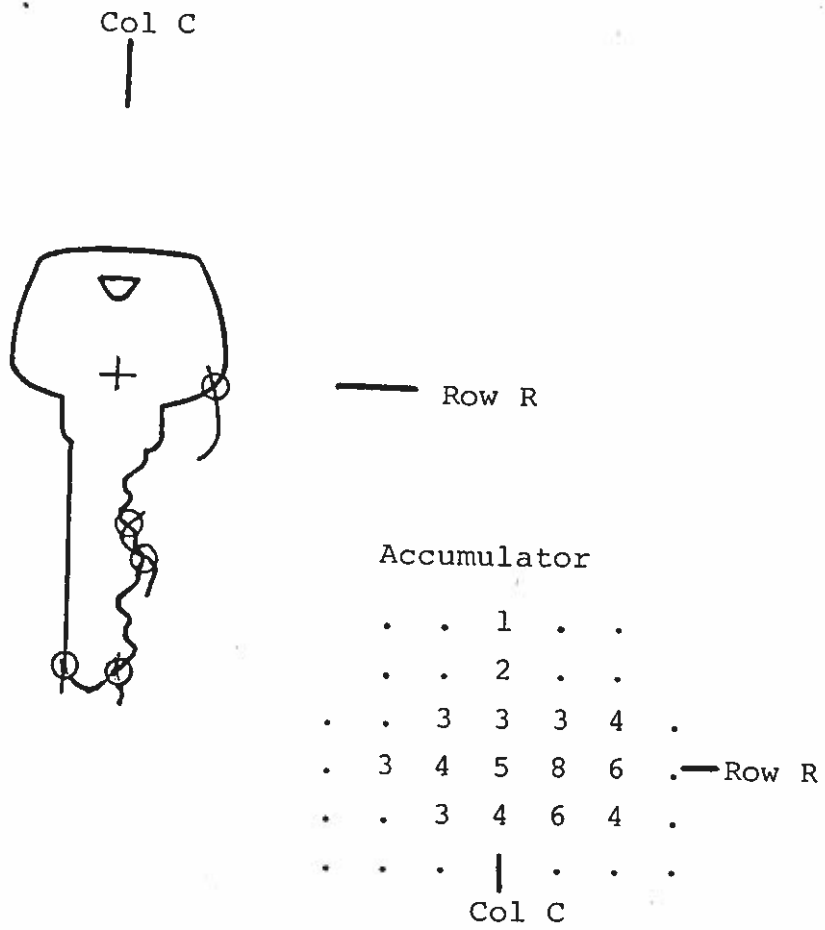 Col C
Row R
Accumulator
. . 1 . .
. . 2 . .
. . 3 3 3 4 .
. 3 4 5 8 6 . Row R
. . 3 4 6 4 .
. . . . . .
Col C